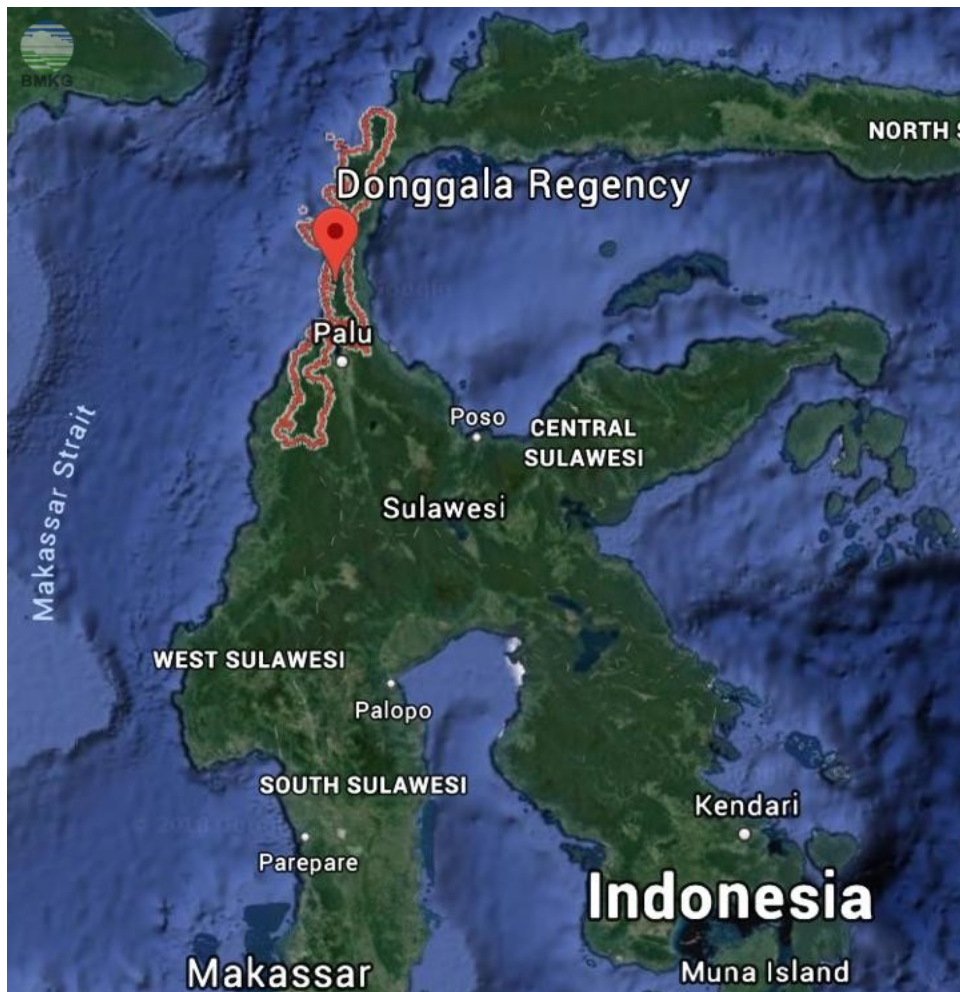 BMKG
NORTH S
Donggala Regency
Palu
Poso
CENTRAL
SULAWESI
Sulawesi
Makassar Strait
WEST SULAWESI
Palopo
SOUTH SULAWESI
Kendari
Parepare
Indonesia
Makassar
Muna Island